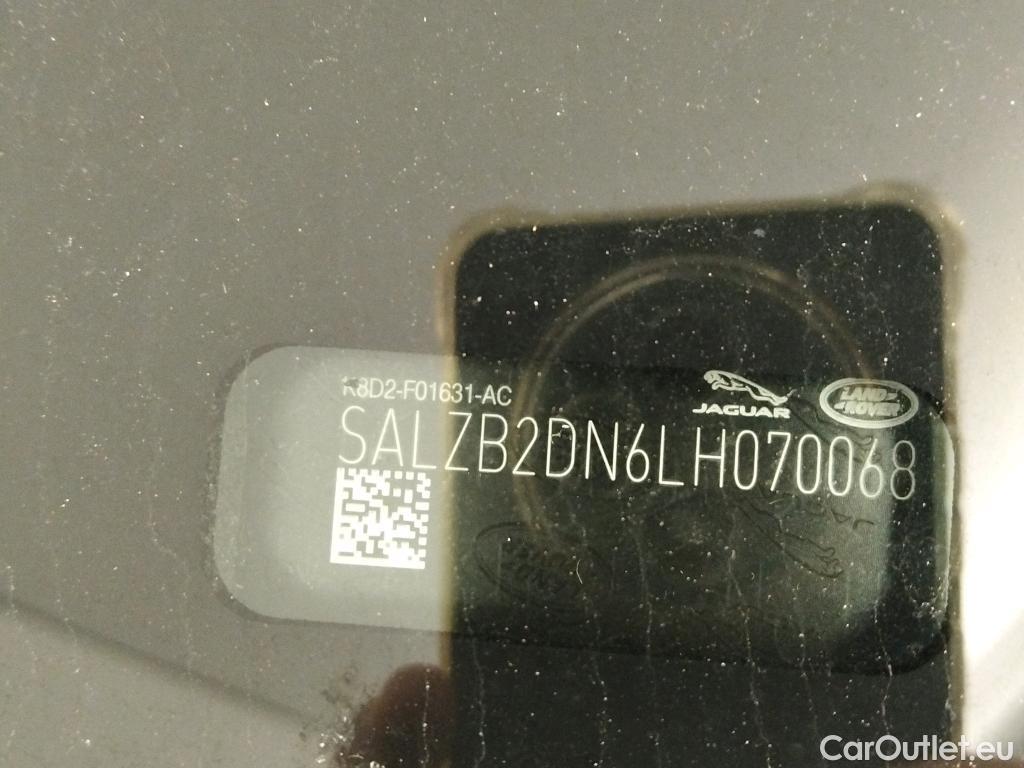 K8D2-F01631-AC
JAGUAR
LAND
ROVER
SALZB2DN6LH070068
CarOutlet.eu